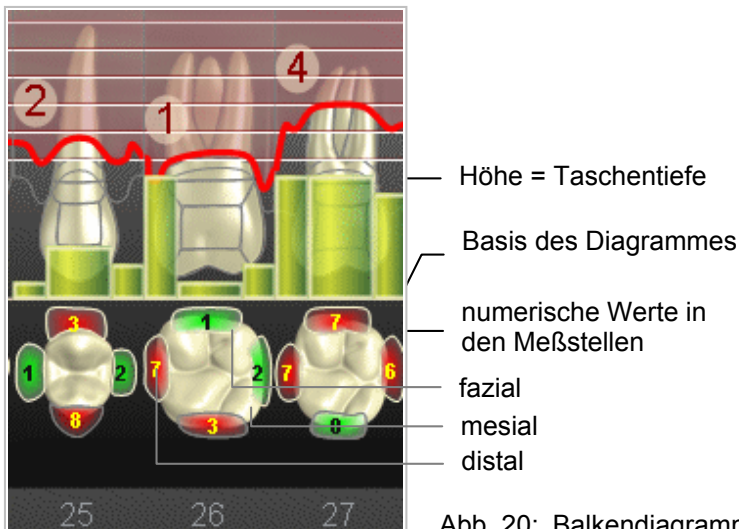 2
1
4
Höhe = Taschentiefe
Basis des Diagrammes
numerische Werte in
den Meßstellen
fazial
mesial
distal
3
1
7
1
2
7
2
7
6
8
3
0
25
26
27
Abb. 20: Balkendiagramm